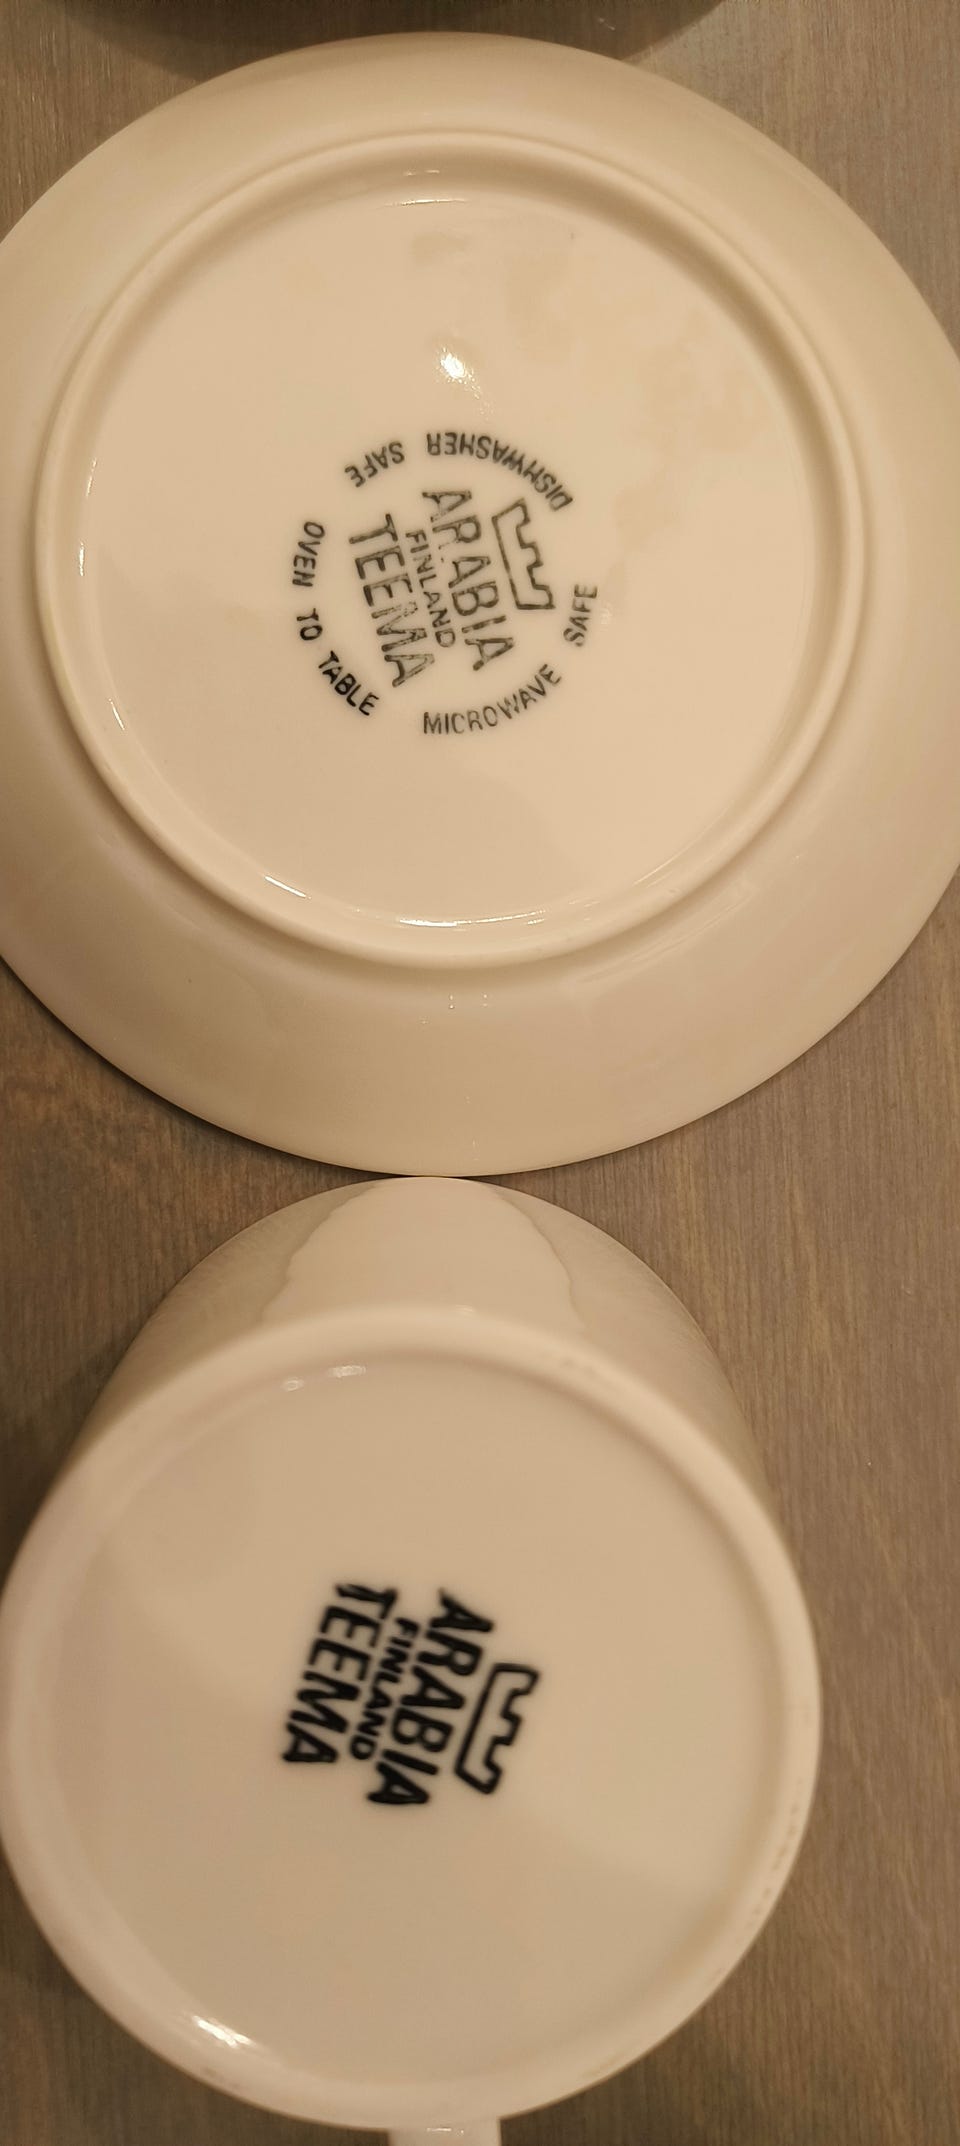 DISHWASHER SAFE
ARABIA
FINLAND
TEEMA
OVEN TO TABLE
MICROWAVE SAFE
ARABIA
FINLAND
TEEMA